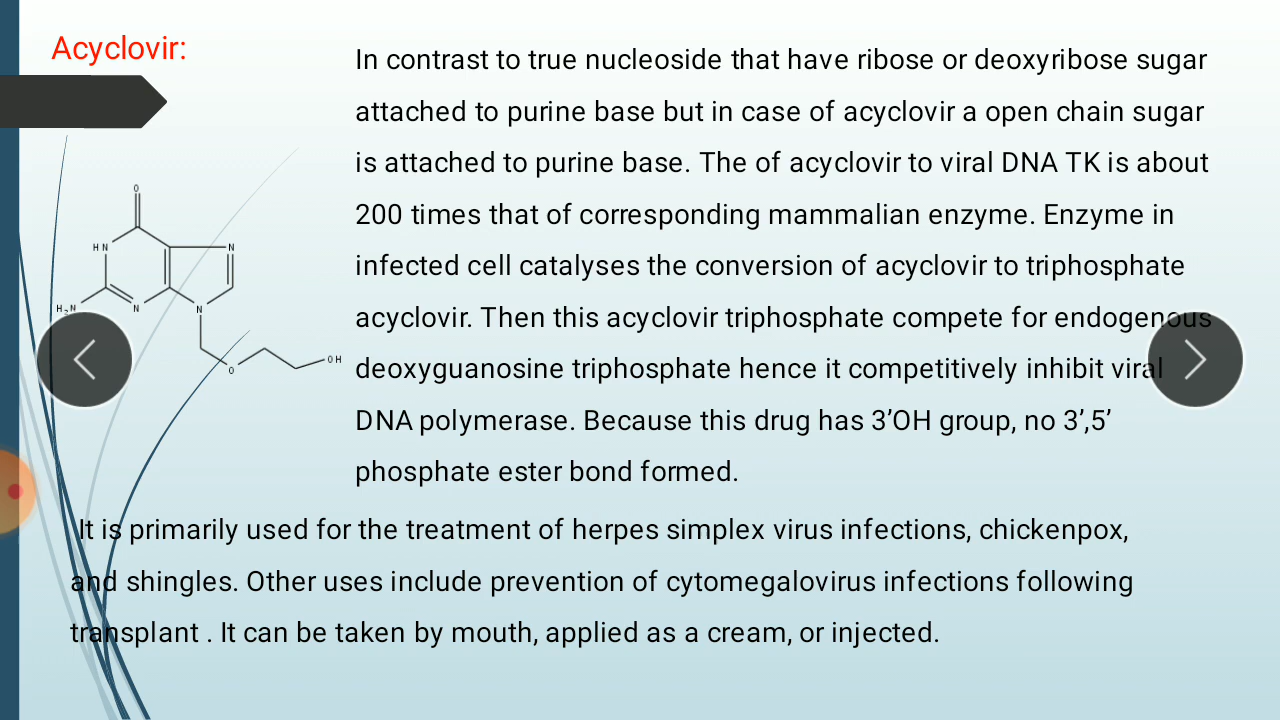 Acyclovir:
In contrast to true nucleoside that have ribose or deoxyribose sugar
attached to purine base but in case of acyclovir a open chain sugar
is attached to purine base. The of acyclovir to viral DNA TK is about
200 times that of corresponding mammalian enzyme. Enzyme in
infected cell catalyses the conversion of acyclovir to triphosphate
acyclovir. Then this acyclovir triphosphate compete for endogenous
deoxyguanosine triphosphate hence it competitively inhibit viral
DNA polymerase. Because this drug has 3’OH group, no 3’,5’
phosphate ester bond formed.
O
HN
N
H2N
N
N
O
OH
It is primarily used for the treatment of herpes simplex virus infections, chickenpox,
and shingles. Other uses include prevention of cytomegalovirus infections following
transplant . It can be taken by mouth, applied as a cream, or injected.